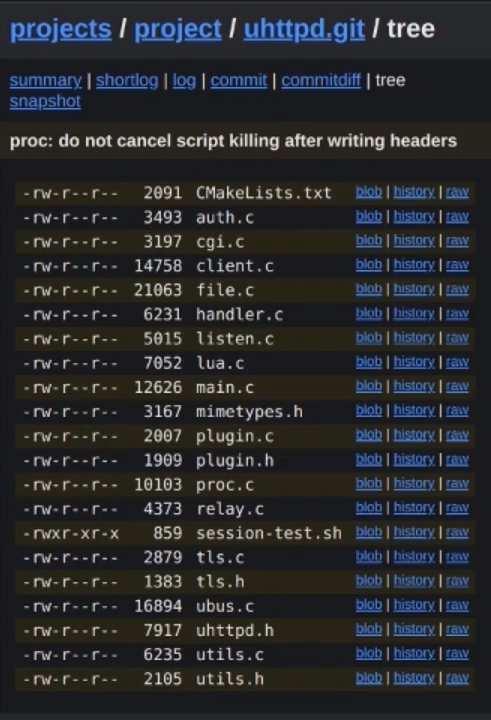 projects / project / uhttpd.git / tree
summary | shortlog | log | commit | commitdiff | tree
snapshot
proc: do not cancel script killing after writing headers
-rw-r--r-- 2091 CMakeLists.txt blob | history | raw
-rw-r--r-- 3493 auth.c blob | history | raw
-rw-r--r-- 3197 cgi.c blob | history | raw
-rw-r--r-- 14758 client.c blob | history | raw
-rw-r--r-- 21063 file.c blob | history | raw
-rw-r--r-- 6231 handler.c blob | history | raw
-rw-r--r-- 5015 listen.c blob | history | raw
-rw-r--r-- 7052 lua.c blob | history | raw
-rw-r--r-- 12626 main.c blob | history | raw
-rw-r--r-- 3167 mimetypes.h blob | history | raw
-rw-r--r-- 2007 plugin.c blob | history | raw
-rw-r--r-- 1909 plugin.h blob | history | raw
-rw-r--r-- 10103 proc.c blob | history | raw
-rw-r--r-- 4373 relay.c blob | history | raw
-rwxr-xr-x 859 session-test.sh blob | history | raw
-rw-r--r-- 2879 tls.c blob | history | raw
-rw-r--r-- 1383 tls.h blob | history | raw
-rw-r--r-- 16894 ubus.c blob | history | raw
-rw-r--r-- 7917 uhttpd.h blob | history | raw
-rw-r--r-- 6235 utils.c blob | history | raw
-rw-r--r-- 2105 utils.h blob | history | raw